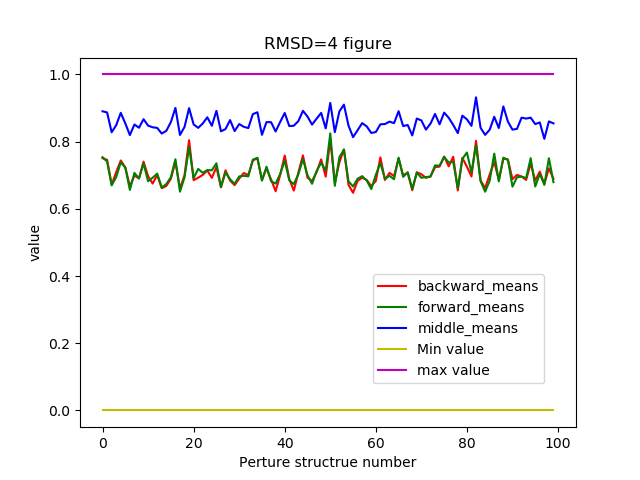 RMSD=4 figure
1.0
0.8
0.6
0.4
0.2
0.0
value
backward_means
forward_means
middle_means
Min value
max value
0 20 40 60 80 100
Perture structrue number